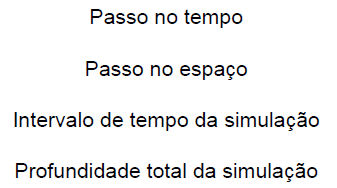 Passo no tempo
Passo no espaço
Intervalo de tempo da simulação
Profundidade total da simulação